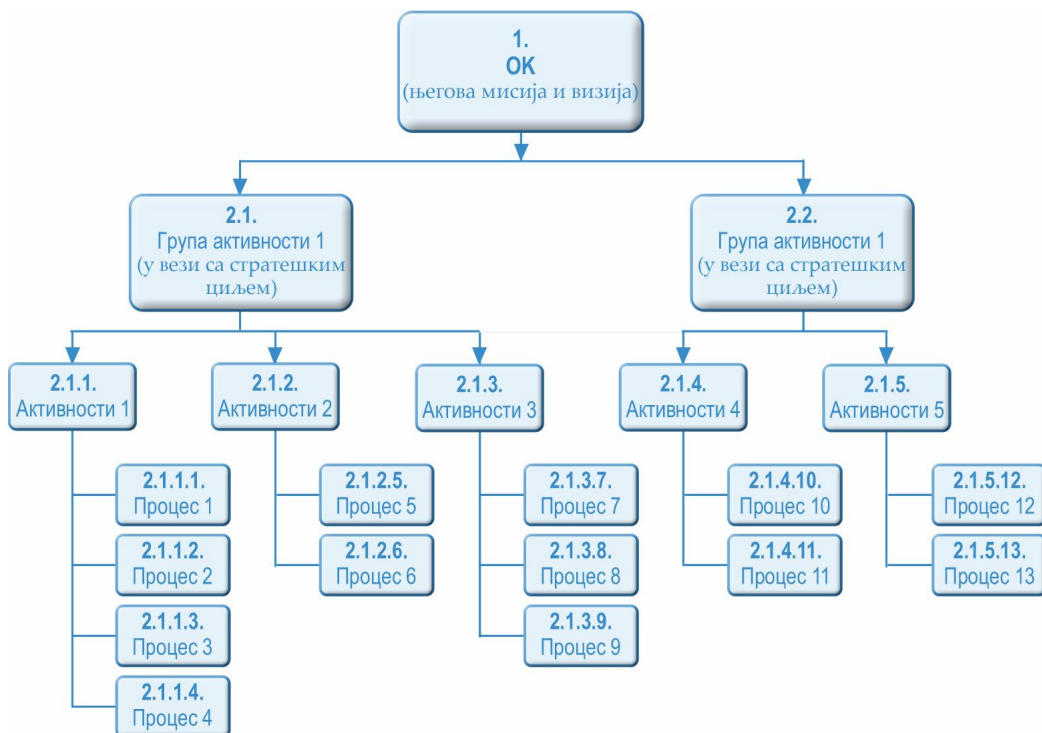 1.
ОК
(његова мисија и визија)
2.1.
Група активности 1
(у вези са стратешким
циљем)
2.2.
Група активности 1
(у вези са стратешким
циљем)
2.1.1.
Активности 1
2.1.2.
Активности 2
2.1.3.
Активности 3
2.1.4.
Активности 4
2.1.5.
Активности 5
2.1.1.1.
Процес 1
2.1.1.2.
Процес 2
2.1.1.3.
Процес 3
2.1.1.4.
Процес 4
2.1.2.5.
Процес 5
2.1.2.6.
Процес 6
2.1.3.7.
Процес 7
2.1.3.8.
Процес 8
2.1.3.9.
Процес 9
2.1.4.10.
Процес 10
2.1.4.11.
Процес 11
2.1.5.12.
Процес 12
2.1.5.13.
Процес 13